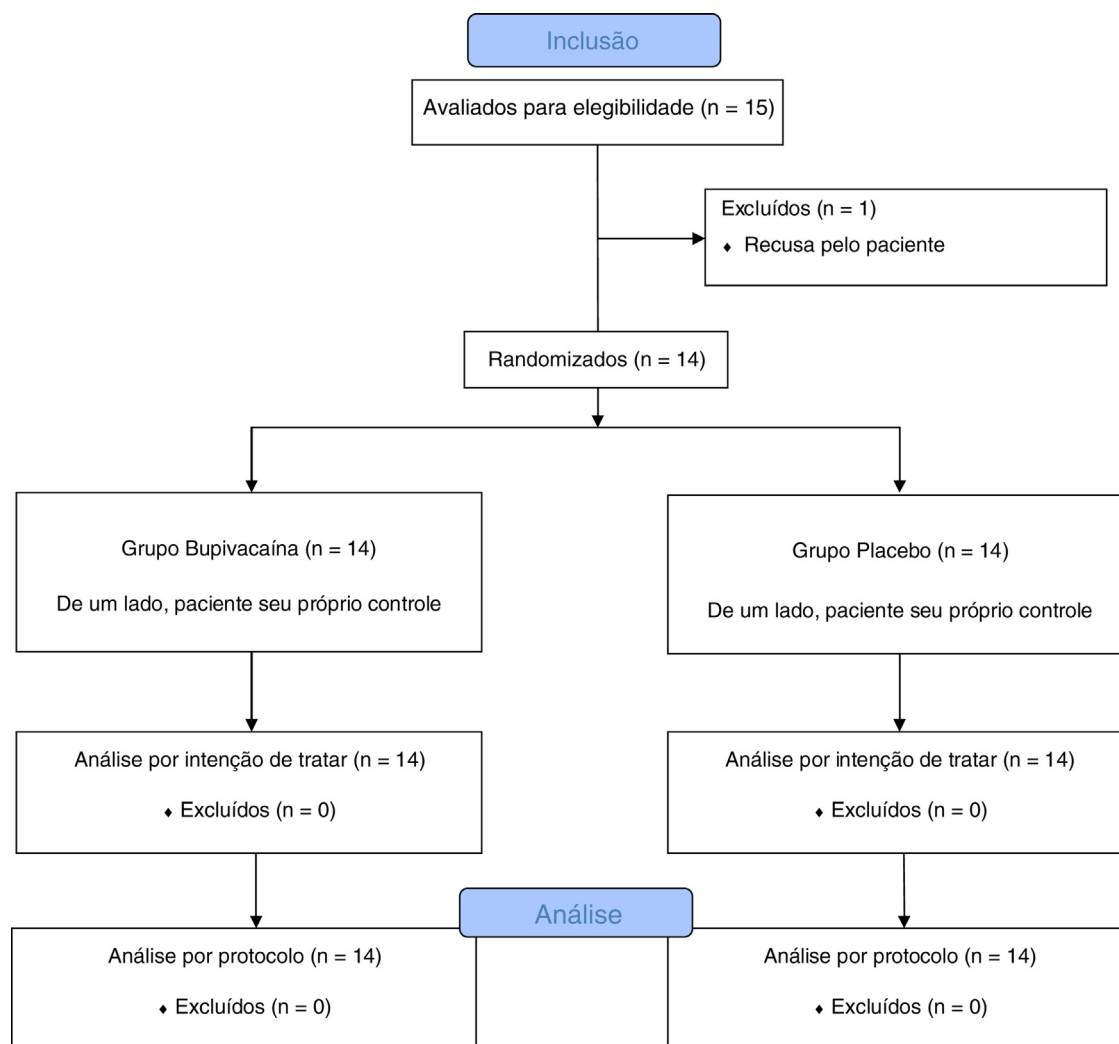 Inclusão
Avaliados para elegibilidade (n = 15)
Excluídos (n = 1)
♦ Recusa pelo paciente
Randomizados (n = 14)
Grupo Bupivacaína (n = 14)
De um lado, paciente seu próprio controle
Grupo Placebo (n = 14)
De um lado, paciente seu próprio controle
Análise por intenção de tratar (n = 14)
♦ Excluídos (n = 0)
Análise por intenção de tratar (n = 14)
♦ Excluídos (n = 0)
Análise
Análise por protocolo (n = 14)
♦ Excluídos (n = 0)
Análise por protocolo (n = 14)
♦ Excluídos (n = 0)